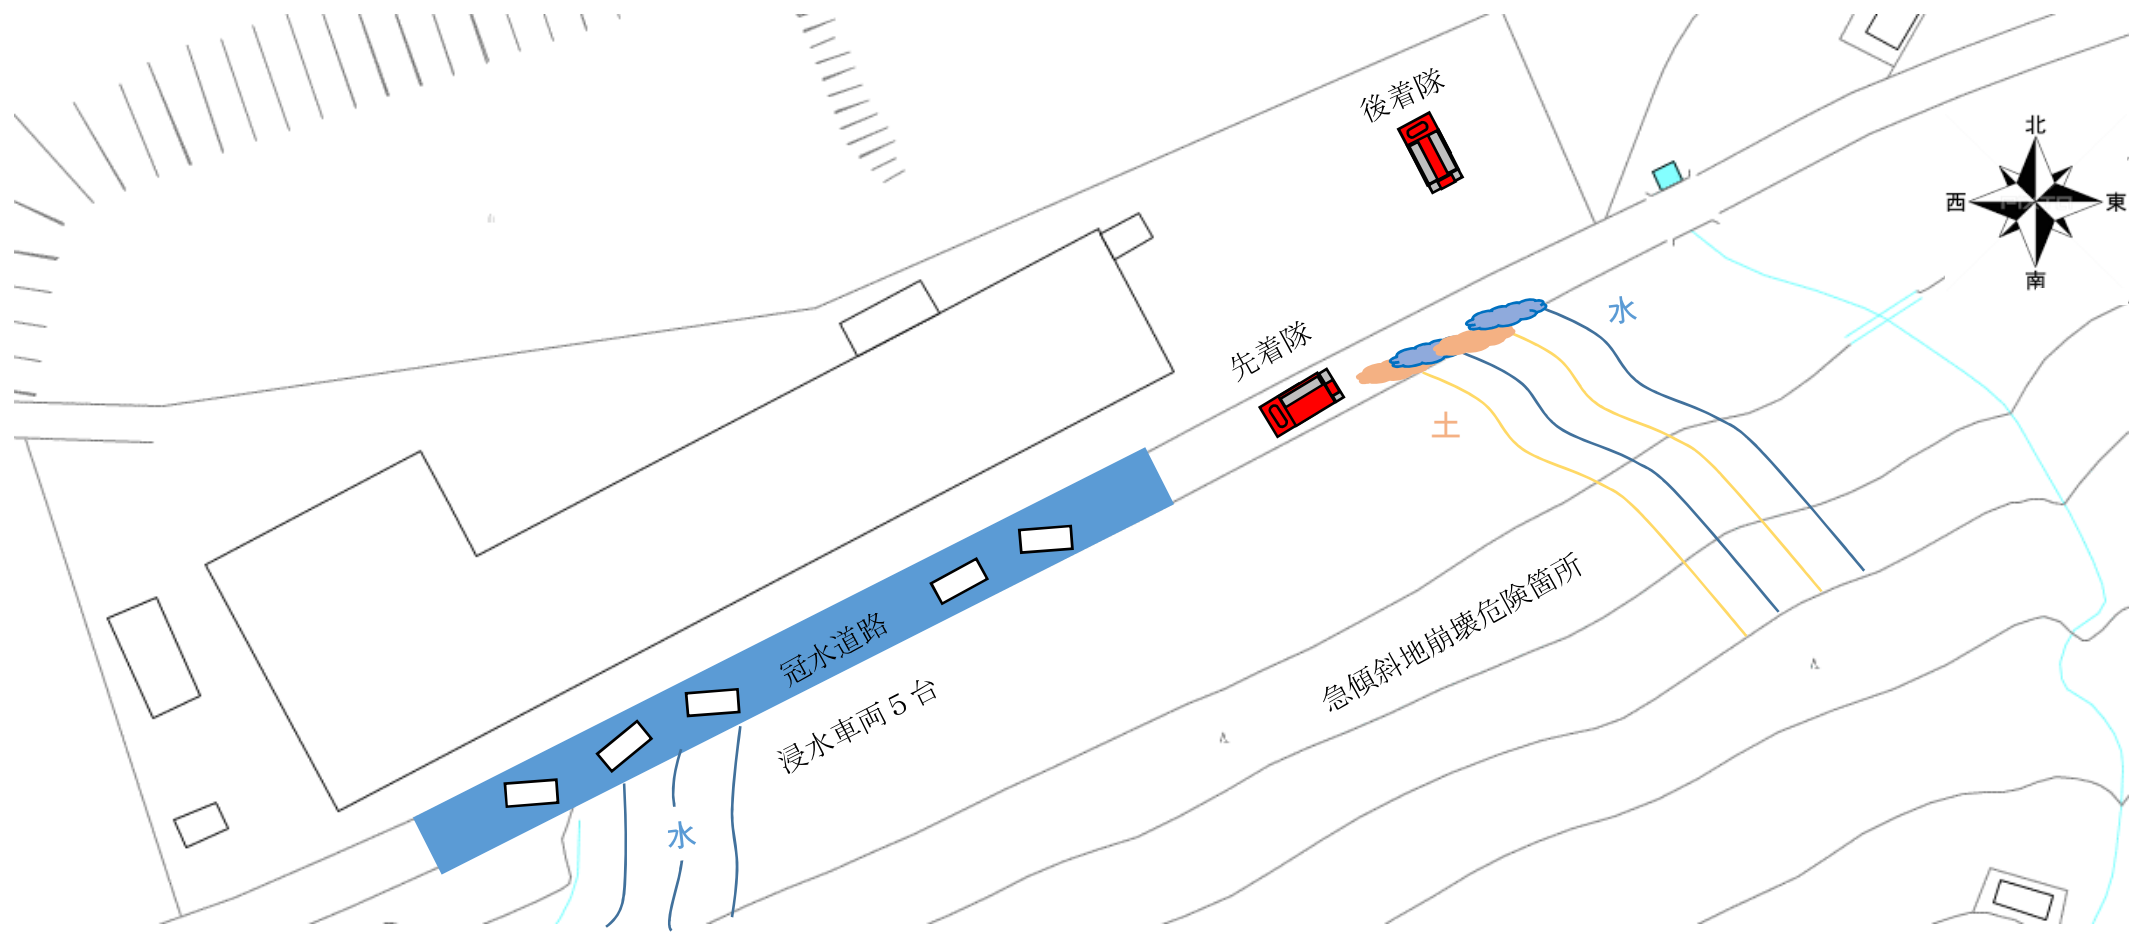 後着隊
北
西
東
南
水
先着隊
土
冠水道路
急傾斜地崩壊危険箇所
浸水車両５台
水